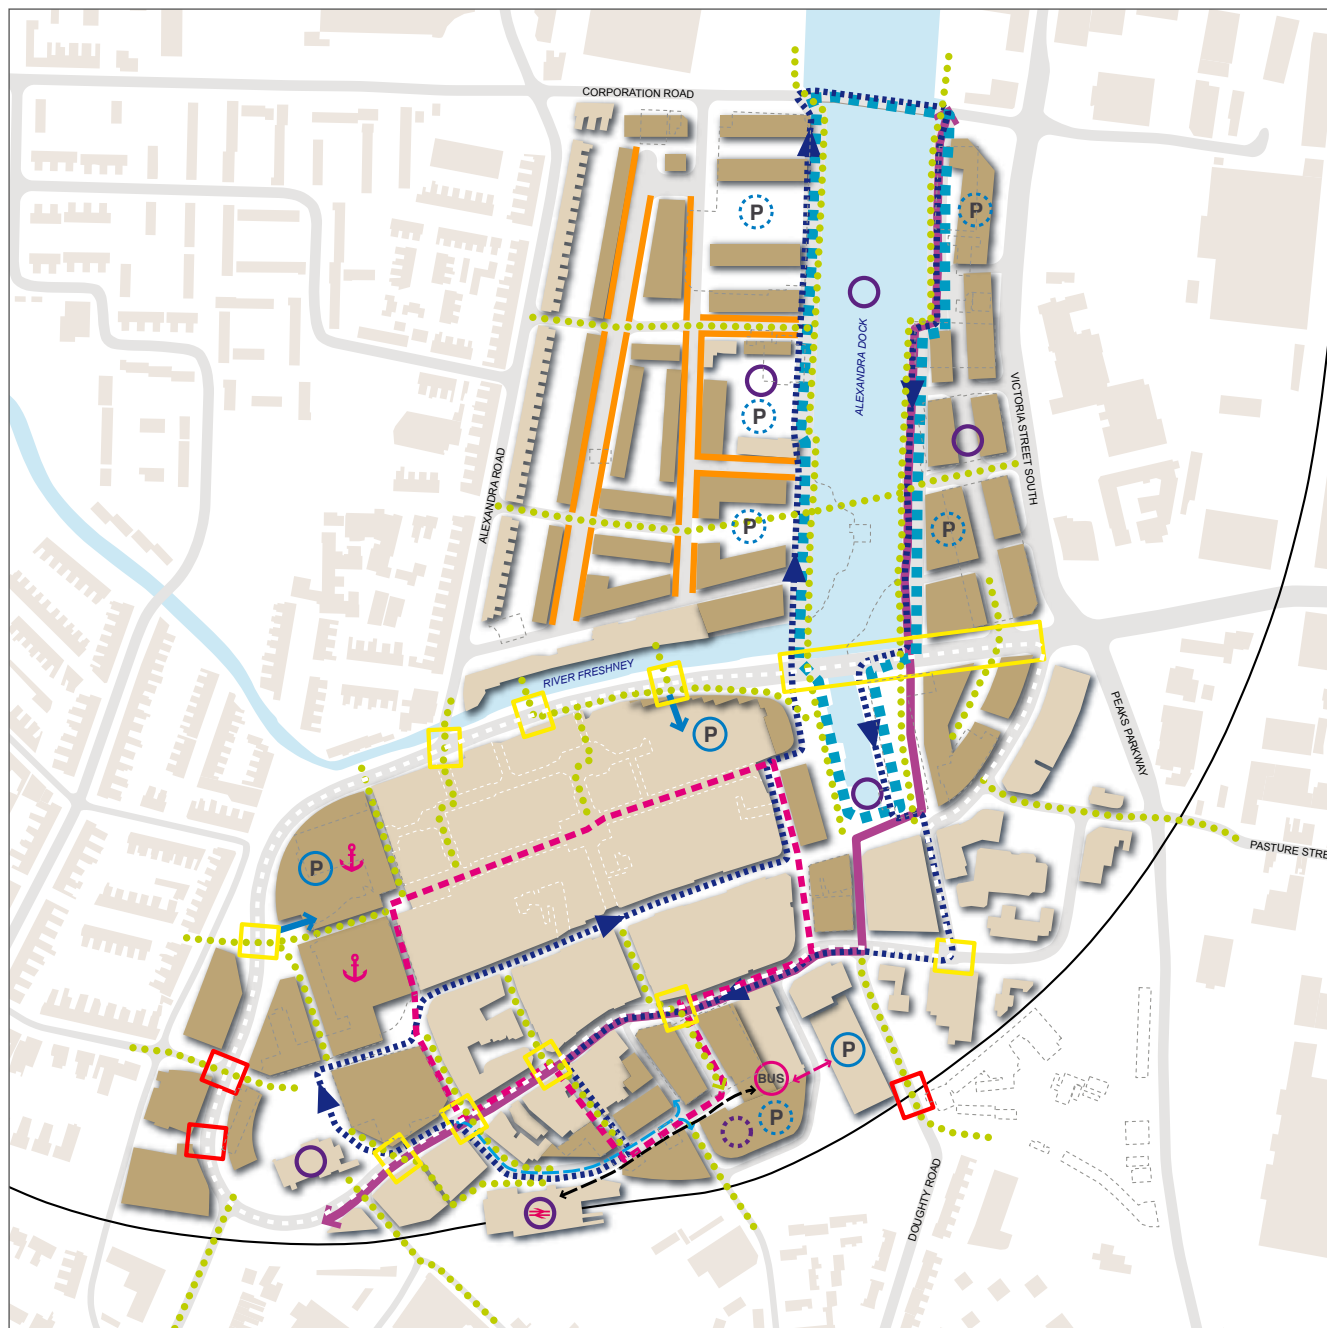 CORPORATION ROAD
P
P
ALEXANDRA DOCK
P
VICTORIA STREET SOUTH
ALEXANDRA ROAD
P
P
RIVER FRESHNEY
PEAKS PARKWAY
P
PASTURE STRE
P
P
BUS
P
DOUGHTY ROAD